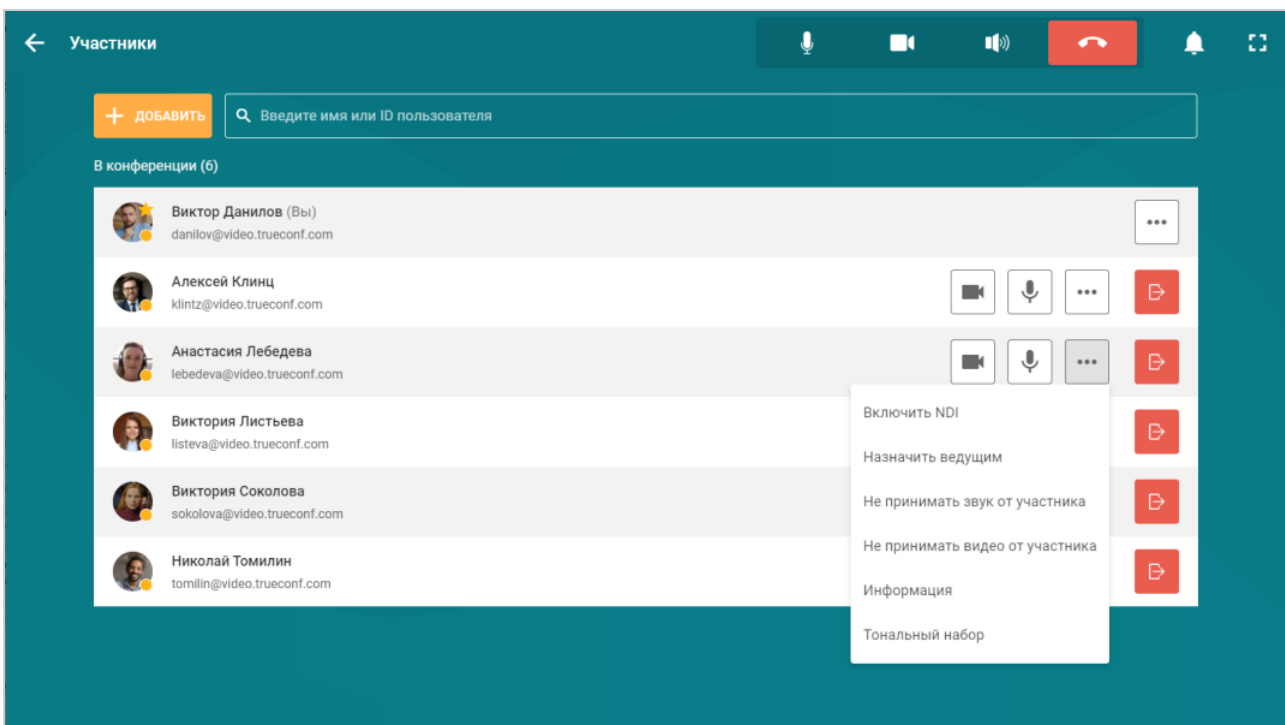 Участники
ДОБАВИТЬ
Введите имя или ID пользователя
В конференции (6)
Виктор Данилов (Вы)
danilov@video.trueconf.com
Алексей Клинц
klintz@video.trueconf.com
Анастасия Лебедева
lebedeva@video.trueconf.com
Виктория Листьева
listeva@video.trueconf.com
Виктория Соколова
sokolova@video.trueconf.com
Николай Томилин
tomilin@video.trueconf.com
Включить NDI
Назначить ведущим
Не принимать звук от участника
Не принимать видео от участника
Информация
Тональный набор